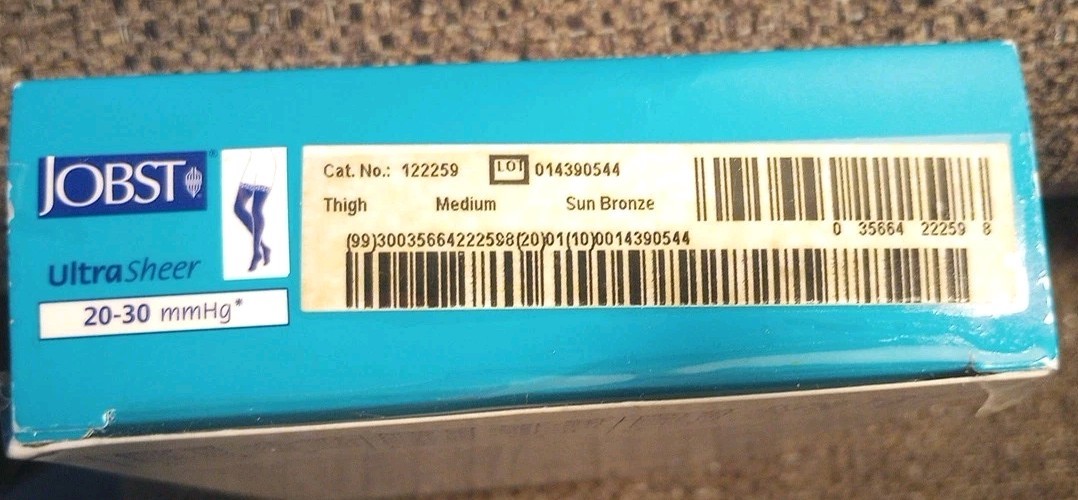 JOBST®
UltraSheer
20-30 mmHg*
Cat. No.: 122259 LOT 014390544
Thigh Medium Sun Bronze
0 35664 22259 8
(99)30035664222598(20)01(10)0014390544